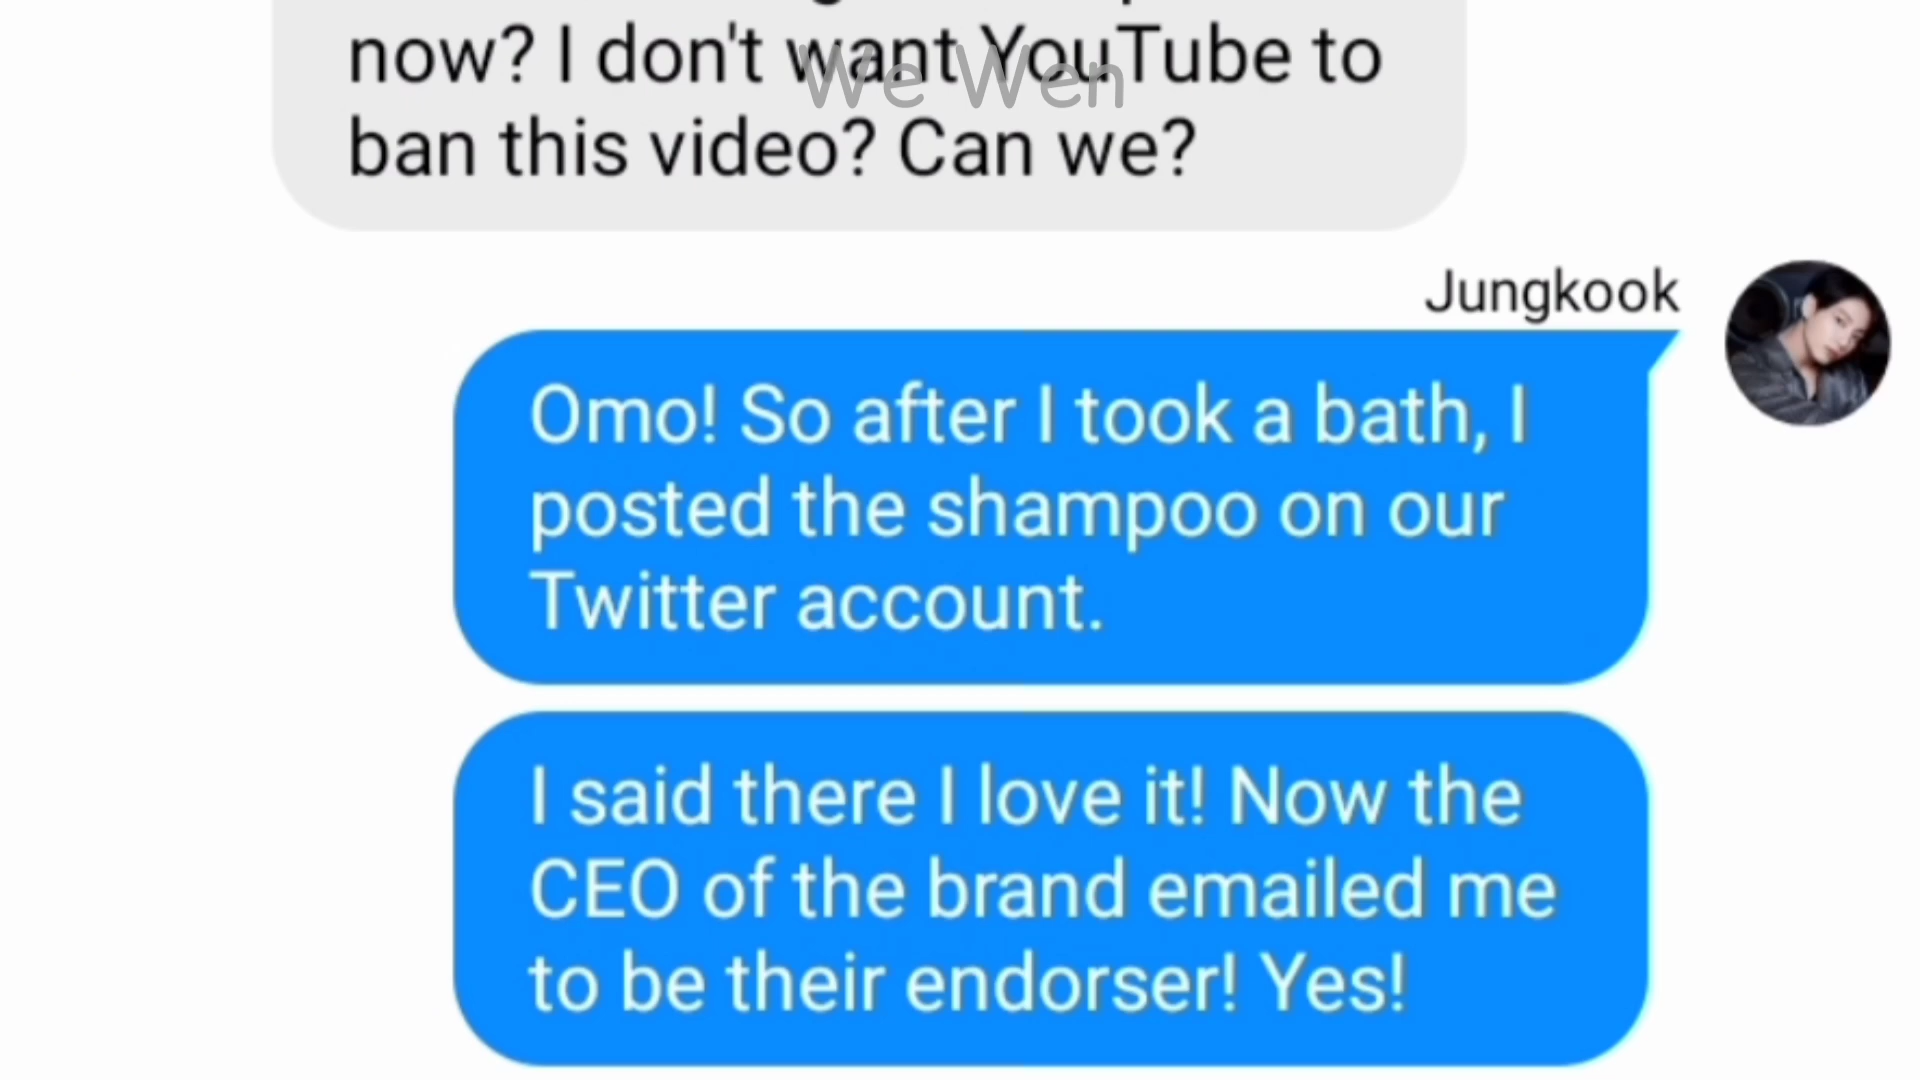 now? I don't want YouTube to
We Wen
ban this video? Can we?
Jungkook
Omo! So after I took a bath, I
posted the shampoo on our
Twitter account.
I said there I love it! Now the
CEO of the brand emailed me
to be their endorser! Yes!